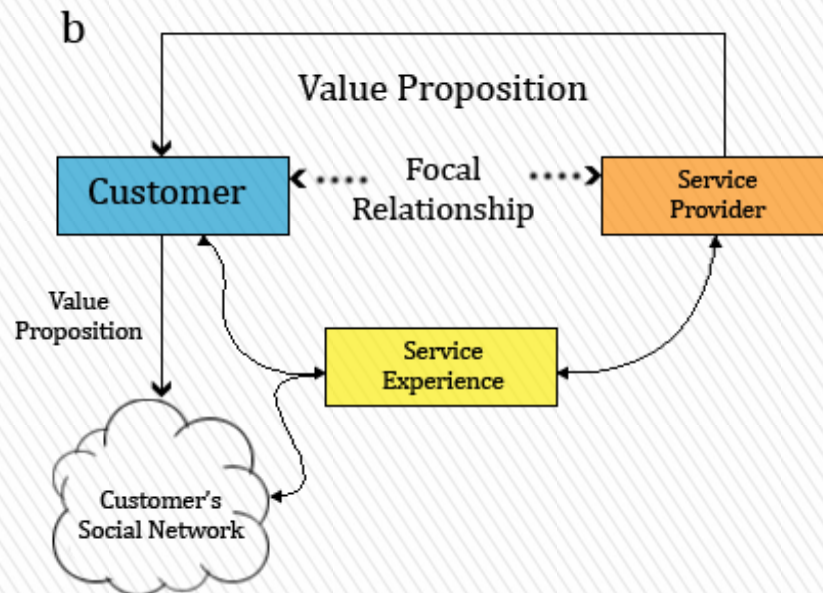 b
Value Proposition
Customer
Focal
Relationship
Service
Provider
Value
Proposition
Service
Experience
Customer's
Social Network